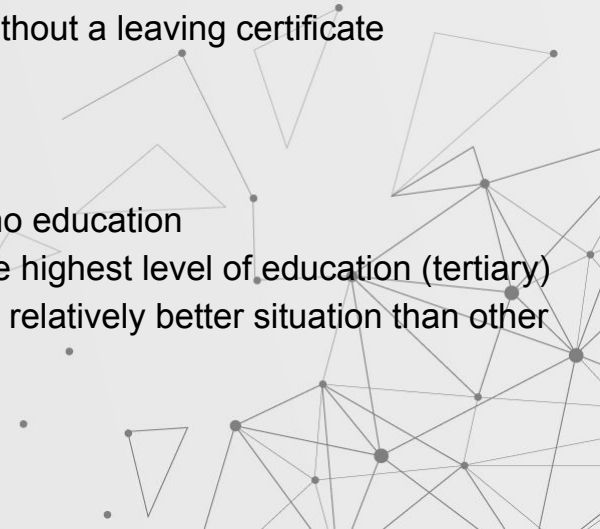 thout a leaving certificate
no education
e highest level of education (tertiary)
relatively better situation than other